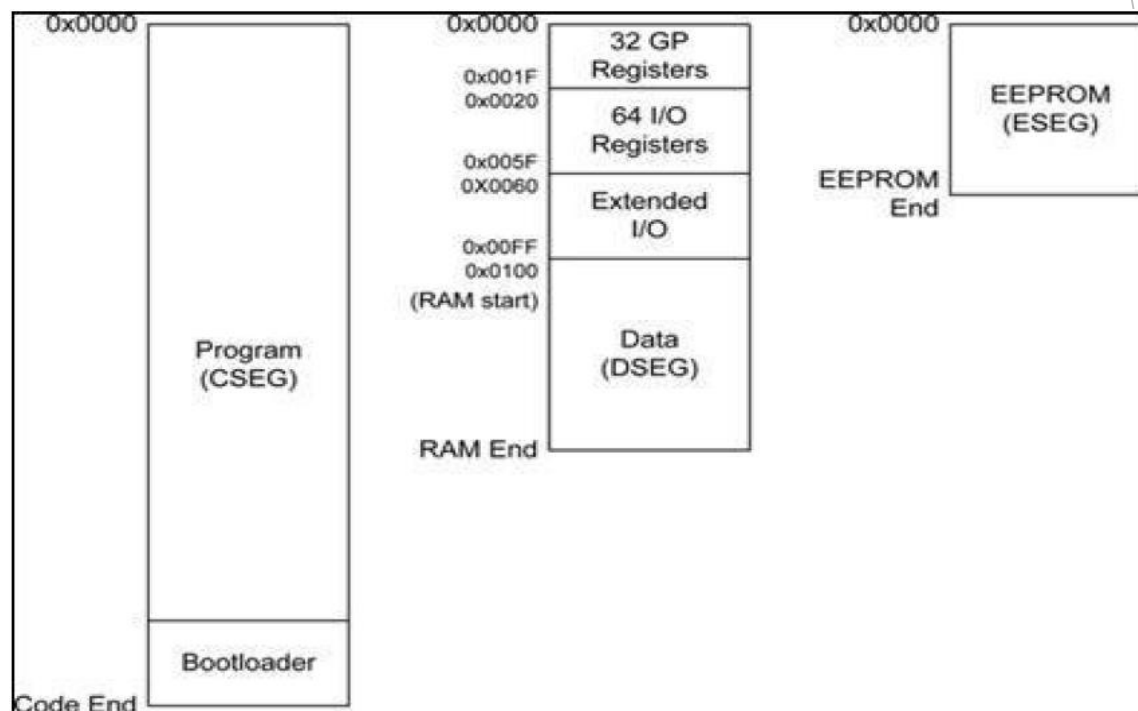 0x0000
Program
(CSEG)
Bootloader
Code End
0x0000
32 GP
Registers
0x001F
0x0020
64 I/O
Registers
0x005F
0X0060
Extended
I/O
0x00FF
0x0100
(RAM start)
Data
(DSEG)
RAM End
0x0000
EEPROM
(ESEG)
EEPROM
End